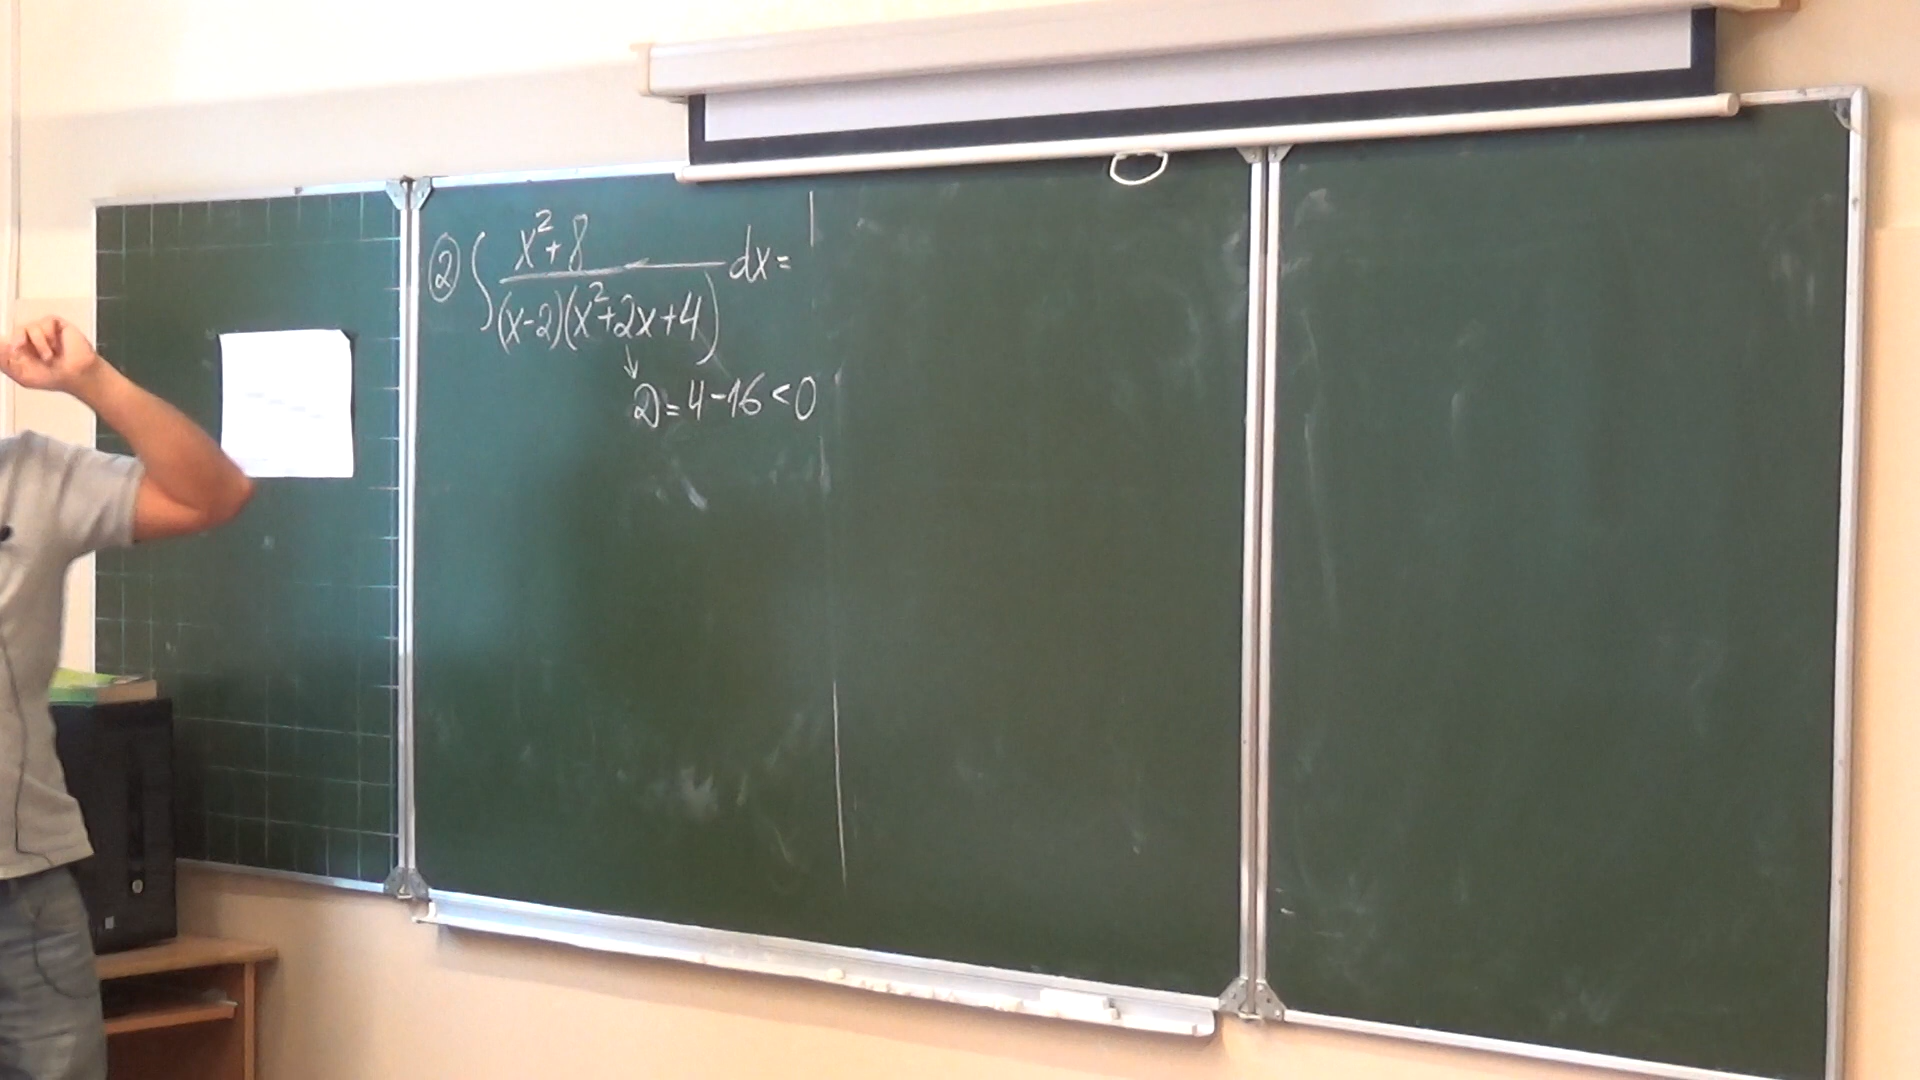 ② ∫ (x²+8)/((x-2)(x²+2x+4)) dx =
↓
D = 4 - 16 < 0